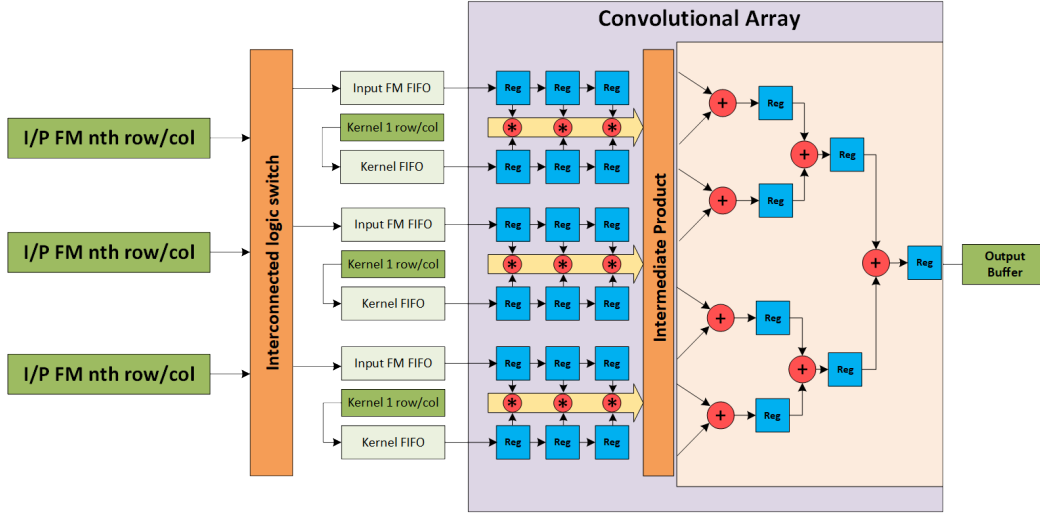 Convolutional Array
I/P FM nth row/col
I/P FM nth row/col
I/P FM nth row/col
Interconnected logic switch
Input FM FIFO
Kernel 1 row/col
Kernel FIFO
Input FM FIFO
Kernel 1 row/col
Kernel FIFO
Input FM FIFO
Kernel 1 row/col
Kernel FIFO
Reg Reg Reg
* * *
Reg Reg Reg
Reg Reg Reg
* * *
Reg Reg Reg
Reg Reg Reg
* * *
Reg Reg Reg
Intermediate Product
+ Reg
+ Reg
+ Reg
+ Reg
+ Reg
+ Reg
+ Reg
Output
Buffer